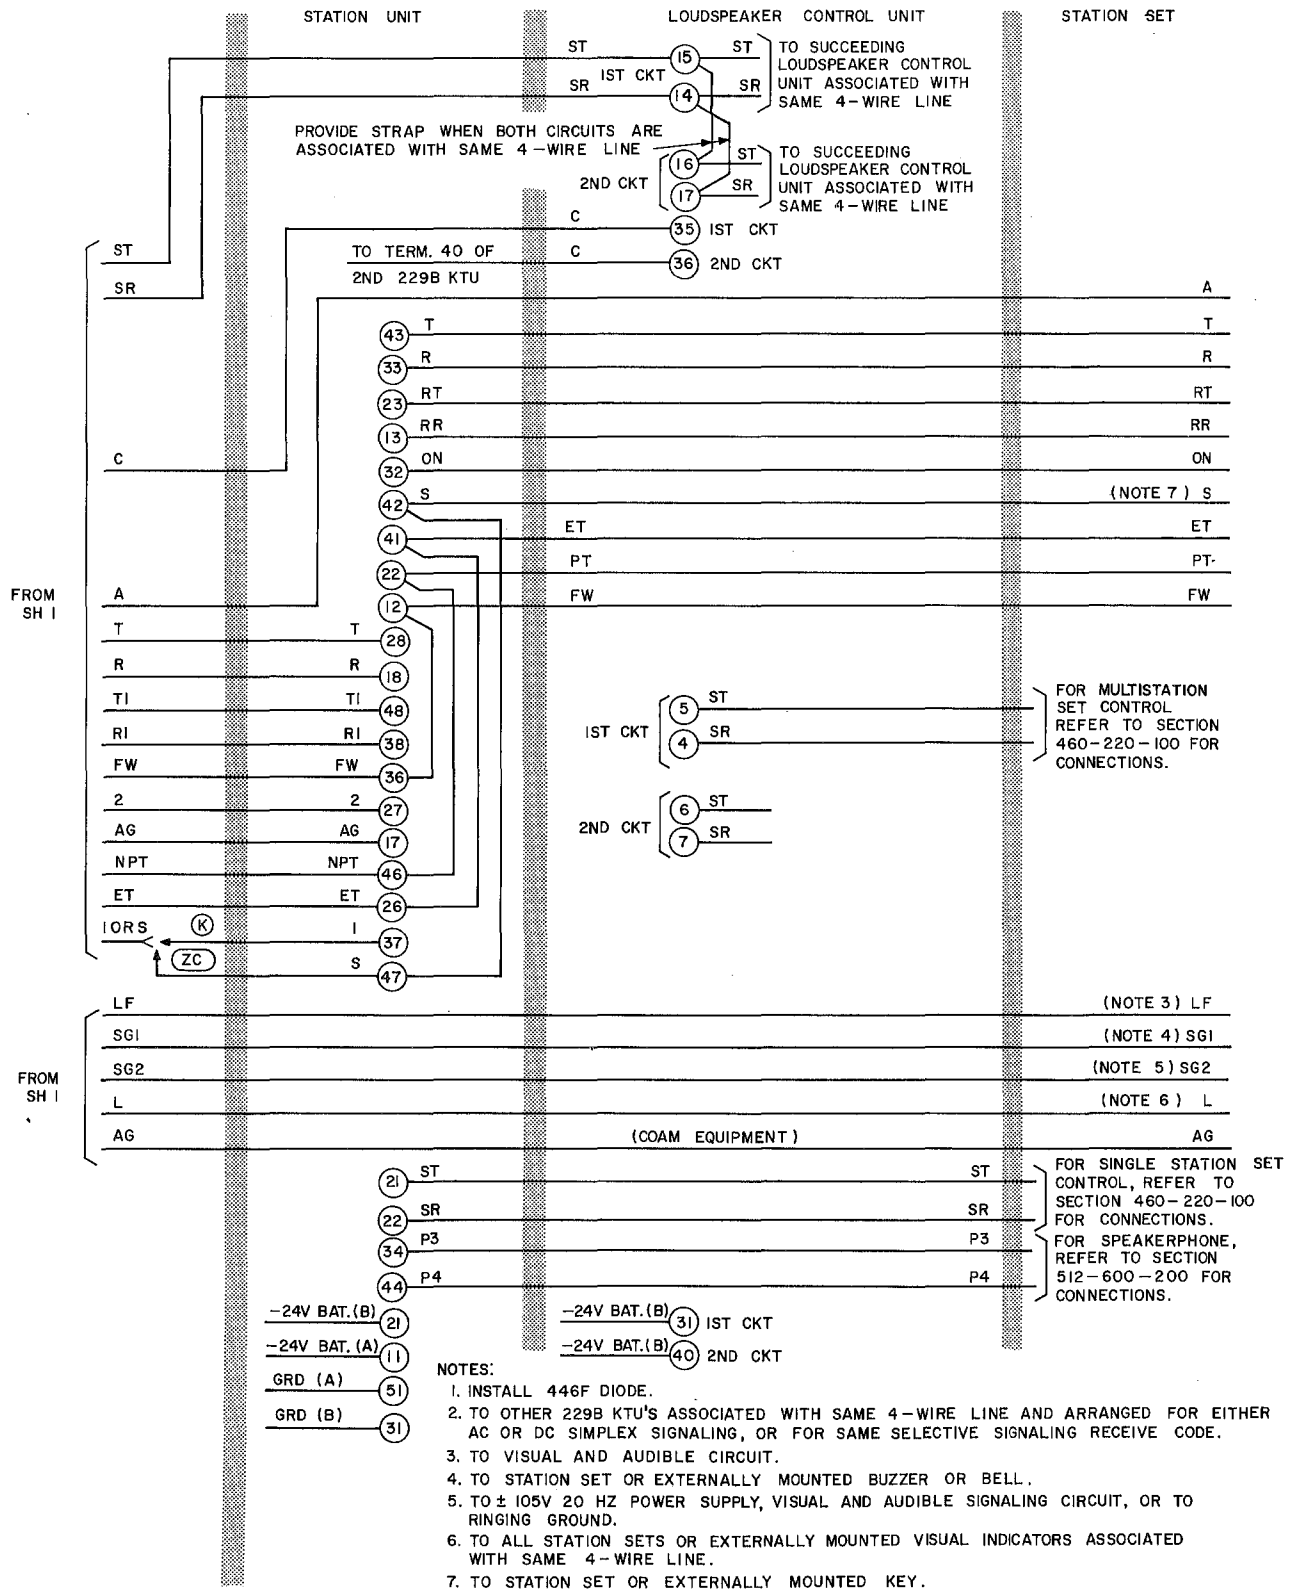 STATION UNIT
LOUDSPEAKER CONTROL UNIT
STATION SET
ST
15
ST
TO SUCCEEDING
LOUDSPEAKER CONTROL
UNIT ASSOCIATED WITH
SAME 4-WIRE LINE
1ST CKT
SR
14
SR
PROVIDE STRAP WHEN BOTH CIRCUITS ARE
ASSOCIATED WITH SAME 4-WIRE LINE
2ND CKT
16
ST
17
SR
TO SUCCEEDING
LOUDSPEAKER CONTROL
UNIT ASSOCIATED WITH
SAME 4-WIRE LINE
C
35
1ST CKT
TO TERM. 40 OF
2ND 229B KTU
C
36
2ND CKT
FROM
SH 1
ST
SR
A
43
T
T
33
R
R
23
RT
RT
13
RR
RR
C
32
ON
ON
42
S
(NOTE 7) S
41
ET
ET
22
PT
PT
A
12
FW
FW
T
T
28
R
R
18
T1
T1
48
R1
R1
38
FW
FW
36
2
2
27
AG
AG
17
NPT
NPT
46
ET
ET
26
1ORS
K
1
37
ZC
S
47
1ST CKT
5
ST
4
SR
FOR MULTISTATION
SET CONTROL
REFER TO SECTION
460-220-100 FOR
CONNECTIONS.
2ND CKT
6
ST
7
SR
FROM
SH 1
LF
(NOTE 3) LF
SG1
(NOTE 4) SG1
SG2
(NOTE 5) SG2
L
(NOTE 6) L
AG
(COAM EQUIPMENT)
AG
21
ST
ST
22
SR
SR
FOR SINGLE STATION SET
CONTROL, REFER TO
SECTION 460-220-100
FOR CONNECTIONS.
34
P3
P3
44
P4
P4
FOR SPEAKERPHONE,
REFER TO SECTION
512-600-200 FOR
CONNECTIONS.
-24V BAT.(B)
21
-24V BAT.(B)
31
1ST CKT
-24V BAT.(A)
11
-24V BAT.(B)
40
2ND CKT
GRD (A)
51
GRD (B)
31
NOTES:
1. INSTALL 446F DIODE.
2. TO OTHER 229B KTU'S ASSOCIATED WITH SAME 4-WIRE LINE AND ARRANGED FOR EITHER
AC OR DC SIMPLEX SIGNALING, OR FOR SAME SELECTIVE SIGNALING RECEIVE CODE.
3. TO VISUAL AND AUDIBLE CIRCUIT.
4. TO STATION SET OR EXTERNALLY MOUNTED BUZZER OR BELL.
5. TO ± 105V 20 HZ POWER SUPPLY, VISUAL AND AUDIBLE SIGNALING CIRCUIT, OR TO
RINGING GROUND.
6. TO ALL STATION SETS OR EXTERNALLY MOUNTED VISUAL INDICATORS ASSOCIATED
WITH SAME 4-WIRE LINE.
7. TO STATION SET OR EXTERNALLY MOUNTED KEY.